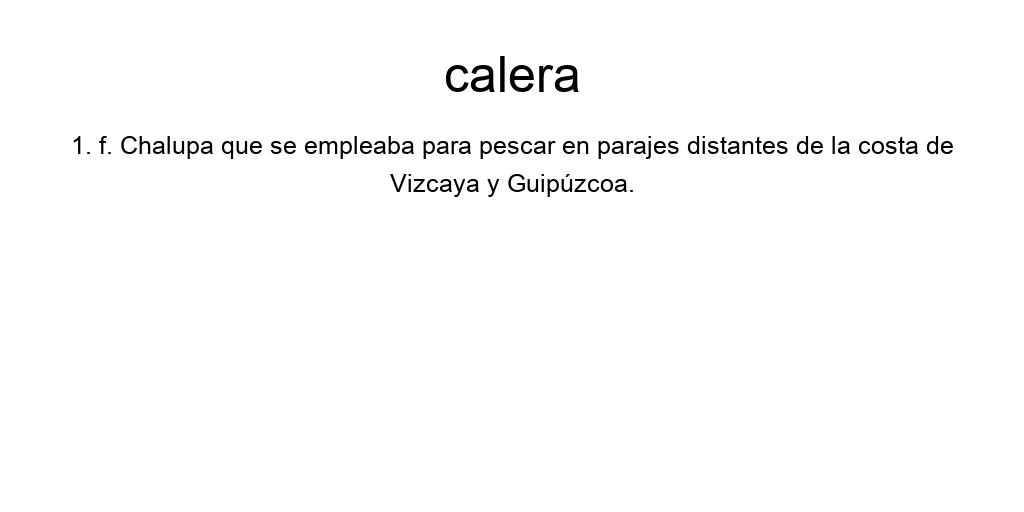 calera
1. f. Chalupa que se empleaba para pescar en parajes distantes de la costa de
Vizcaya y Guipúzcoa.